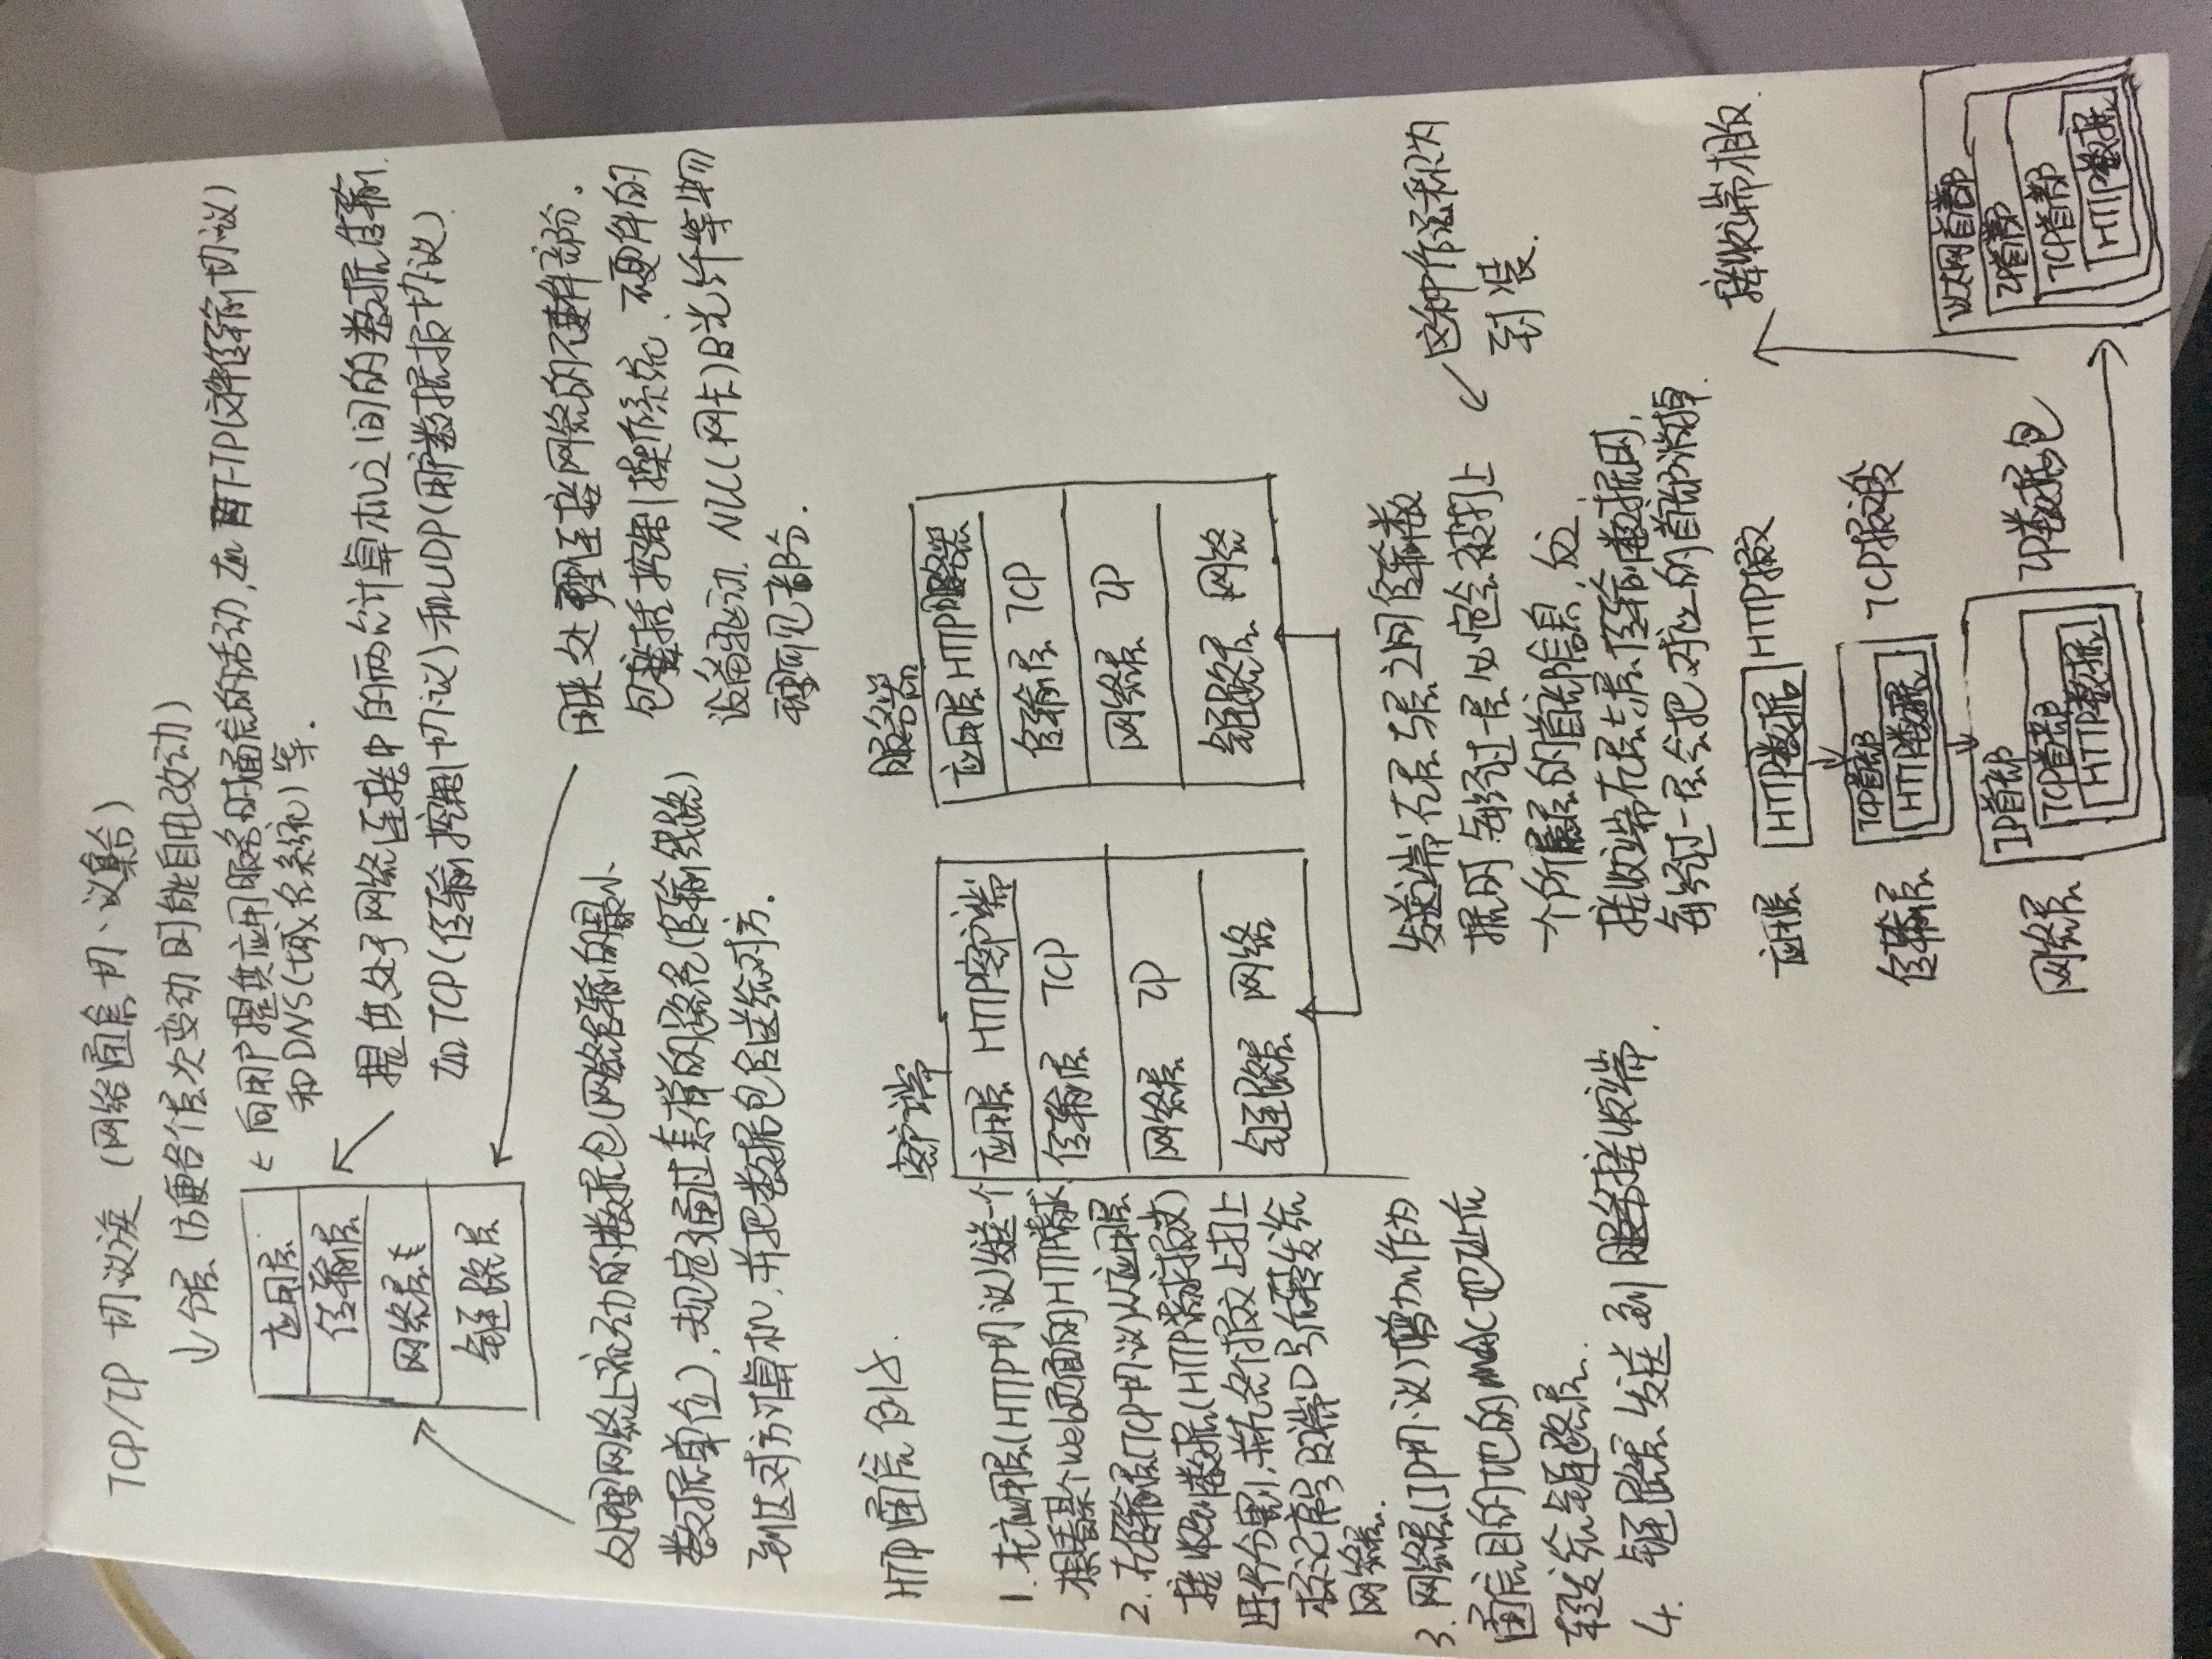 TCP/IP 协议族 (网络通信协议集合)
↓分层 (方便各个层次变动时能自由改动)
应用层
传输层
网络层
链路层
← 向用户提供应用服务时通信的活动,如 FTP(文件传输协议)
和DNS(域名系统)等.
提供处于网络连接中的两台计算机之间的数据传输.
如TCP(传输控制协议)和UDP(用户数据报协议).
处理网络上流动的数据包(网络传输的最小
数据单位),规定通过怎样的路径(传输线路)
到达对方计算机,并把数据包传送给对方.
用来处理连接网络的硬件部分.
包括控制操作系统、硬件的
设备驱动、NIC(网卡)及光纤等物
理可见部分.
HTTP通信例子.
1. 在应用层(HTTP协议)发送一个
想看某个web页面的HTTP请求.
2. 在传输层(TCP协议)从应用层
接收到数据(HTTP请求报文)
进行分割,并在各个报文上打上
标记序号及端口号后转发给
网络层.
3. 网络层(IP协议)增加作为
通信目的地的MAC地址后
转发给链路层.
4. 链路层发送到服务接收端.
客户端
应用层 HTTP客户端
传输层 TCP
网络层 IP
链路层 网络
服务器
应用层 HTTP服务器
传输层 TCP
网络层 IP
链路层 网络
发送端在层与层之间传输数
据时 每经过一层必定会被打上
一个所属层的首部信息,
接收端在层与层传输数据时,
每经过一层会把对应的首部消掉.
这种作法称为
封装.
应用层 HTTP数据 HTTP报文
传输层 TCP首部 HTTP数据 TCP报文段
网络层 IP首部 TCP首部 HTTP数据 IP数据包
接收端相反.
以太网首部
IP首部
TCP首部
HTTP数据